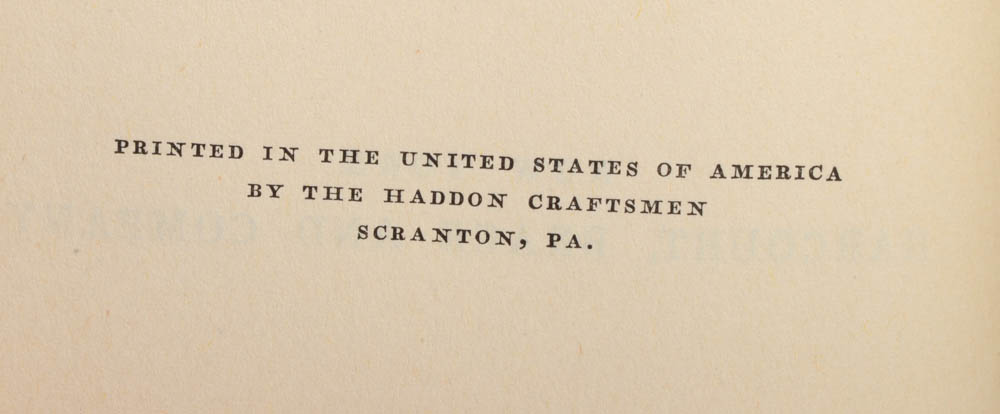 PRINTED IN THE UNITED STATES OF AMERICA
BY THE HADDON CRAFTSMEN
SCRANTON, PA.